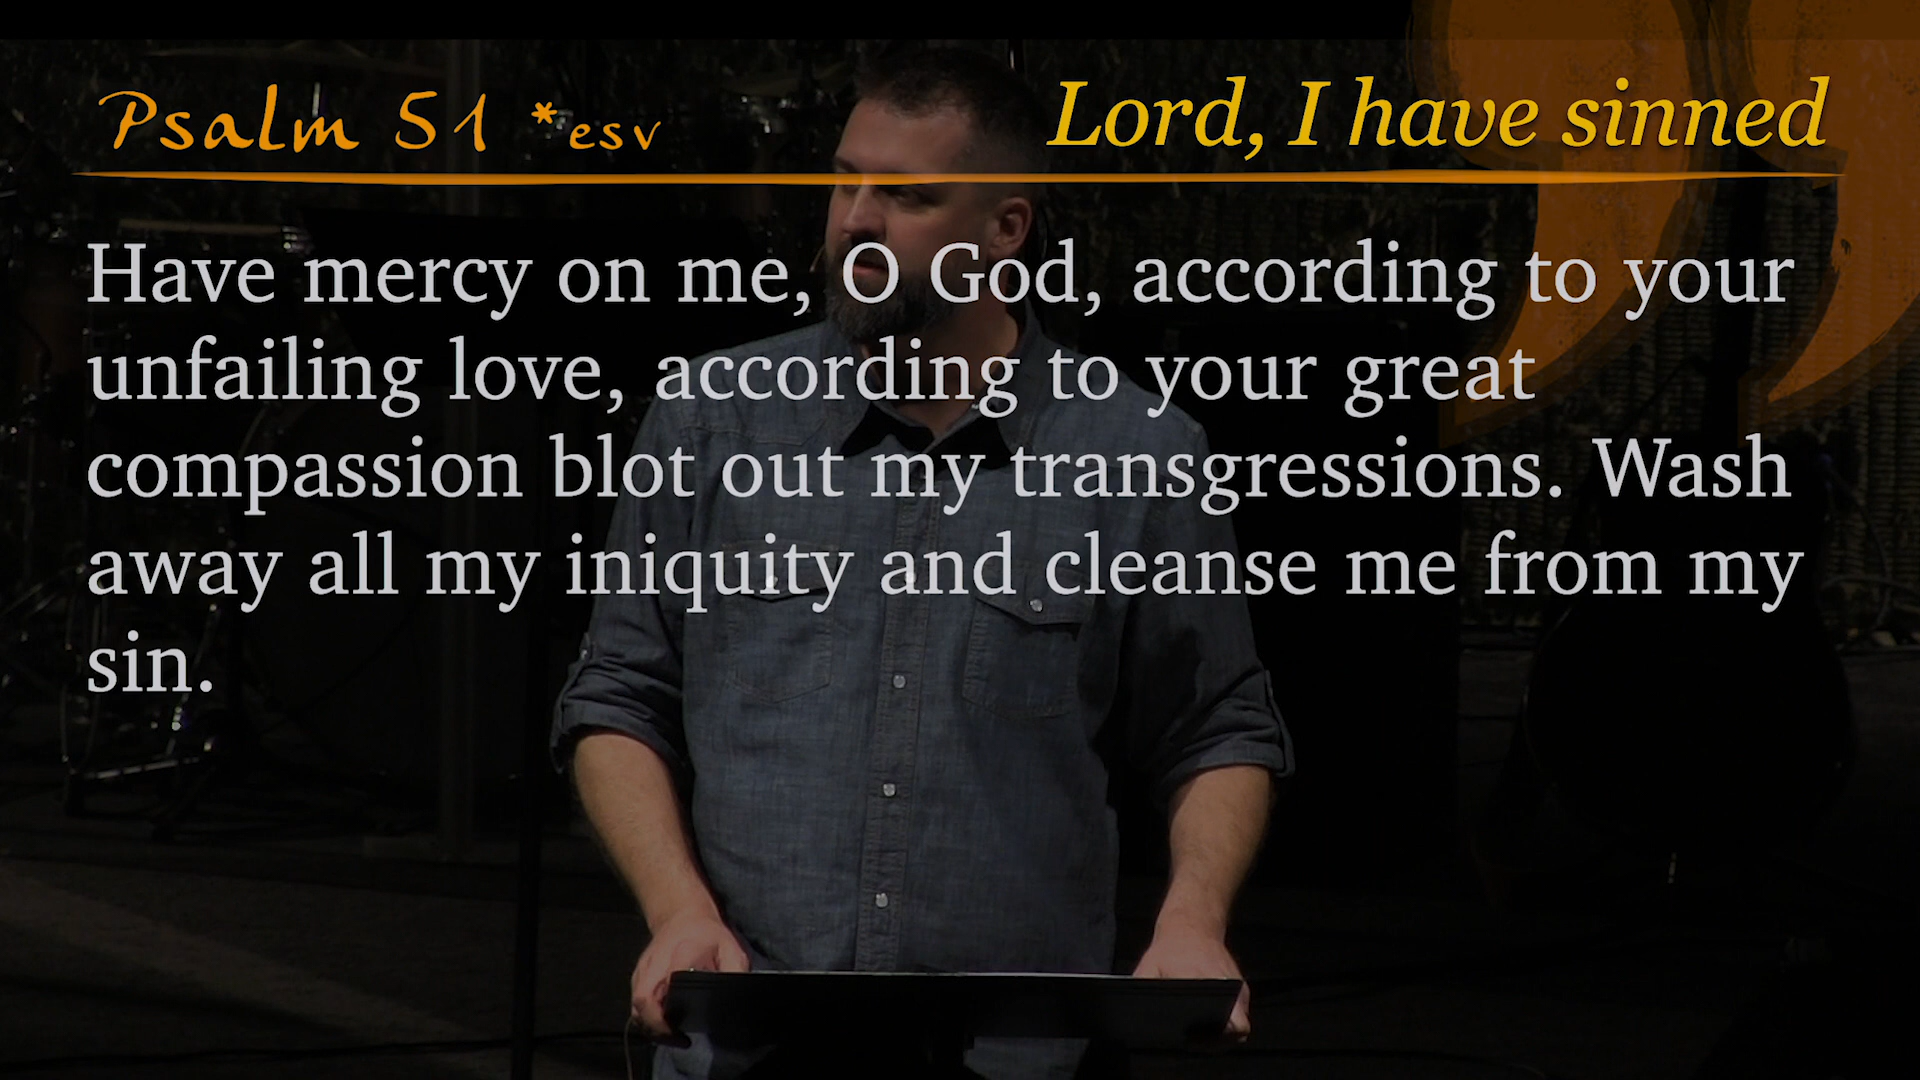 Psalm 51 *esv
Lord, I have sinned
Have mercy on me, O God, according to your
unfailing love, according to your great
compassion blot out my transgressions. Wash
away all my iniquity and cleanse me from my
sin.